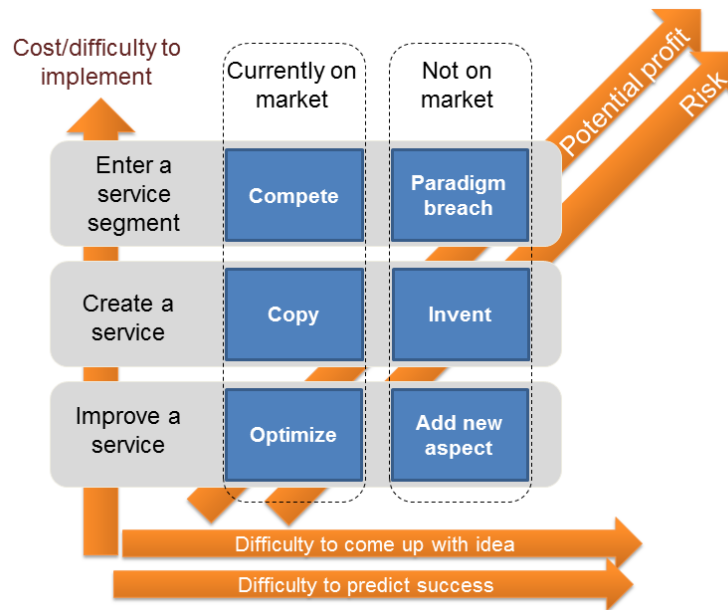 Cost/difficulty to
implement
Currently on
market
Not on
market
Potential profit
Risk
Enter a
service
segment
Compete
Paradigm
breach
Create a
service
Copy
Invent
Improve a
service
Optimize
Add new
aspect
Difficulty to come up with idea
Difficulty to predict success